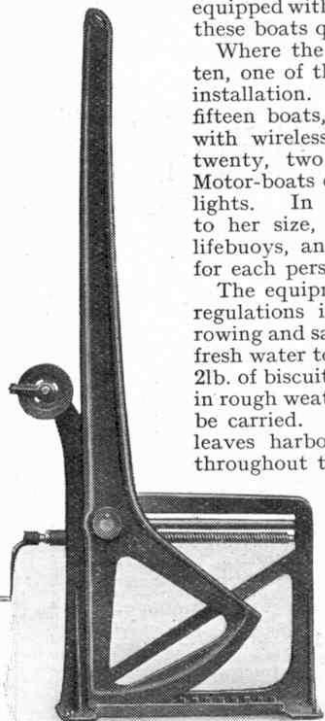 equipped with
these boats q
Where the
ten, one of th
installation.
fifteen boats,
with wireless
twenty, two
Motor-boats
lights. In
to her size,
lifebuoys, an
for each pers
The equipm
regulations i
rowing and sa
fresh water to
2lb. of biscuit
in rough weat
be carried.
leaves harbo
throughout t